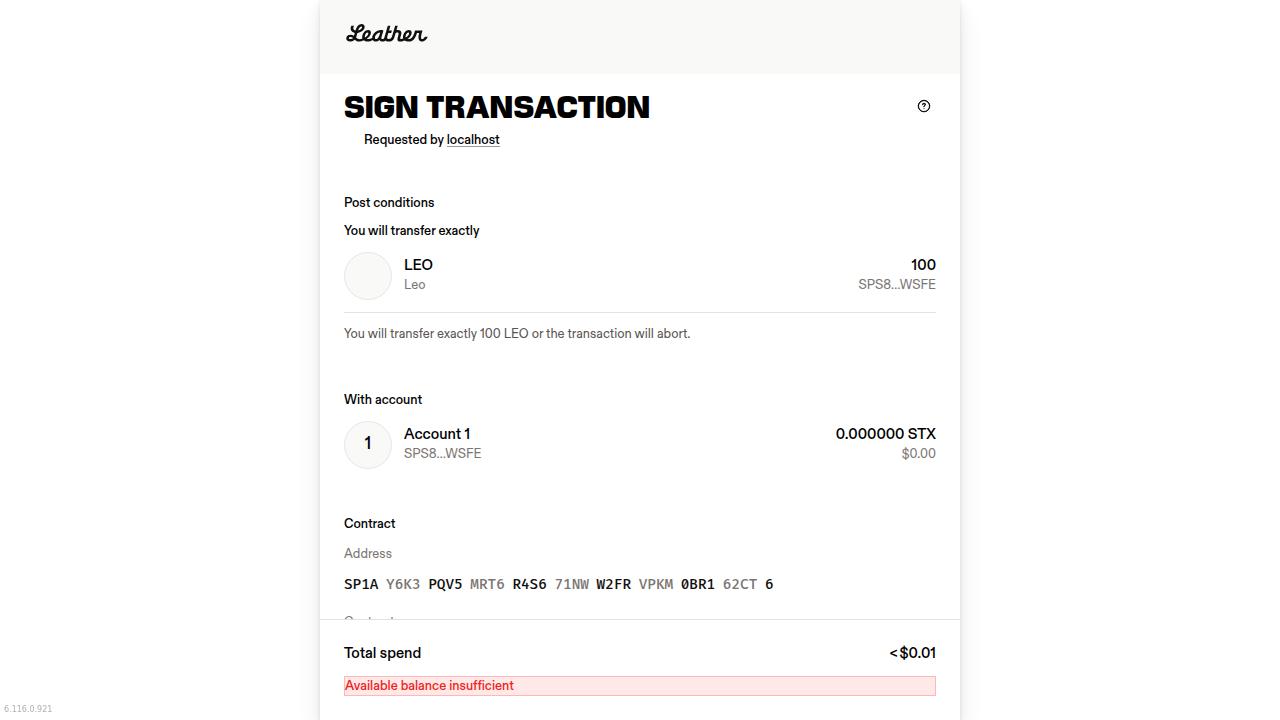 Leather
SIGN TRANSACTION
Requested by localhost
Post conditions
You will transfer exactly
LEO 100
Leo SPS8...WSFE
You will transfer exactly 100 LEO or the transaction will abort.
With account
1 Account 1 0.000000 STX
SPS8...WSFE $0.00
Contract
Address
SP1A Y6K3 PQV5 MRT6 R4S6 71NW W2FR VPKM 0BR1 62CT 6
Total spend <$0.01
Available balance insufficient
6.116.0.921